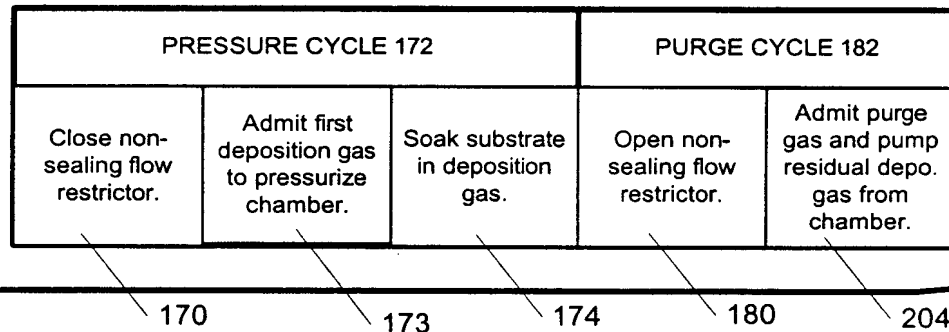 PRESSURE CYCLE 172
PURGE CYCLE 182
Close non-
sealing flow
restrictor.
Admit first
deposition gas
to pressurize
chamber.
Soak substrate
in deposition
gas.
Open non-
sealing flow
restrictor.
Admit purge
gas and pump
residual depo.
gas from
chamber.
170
173
174
180
204